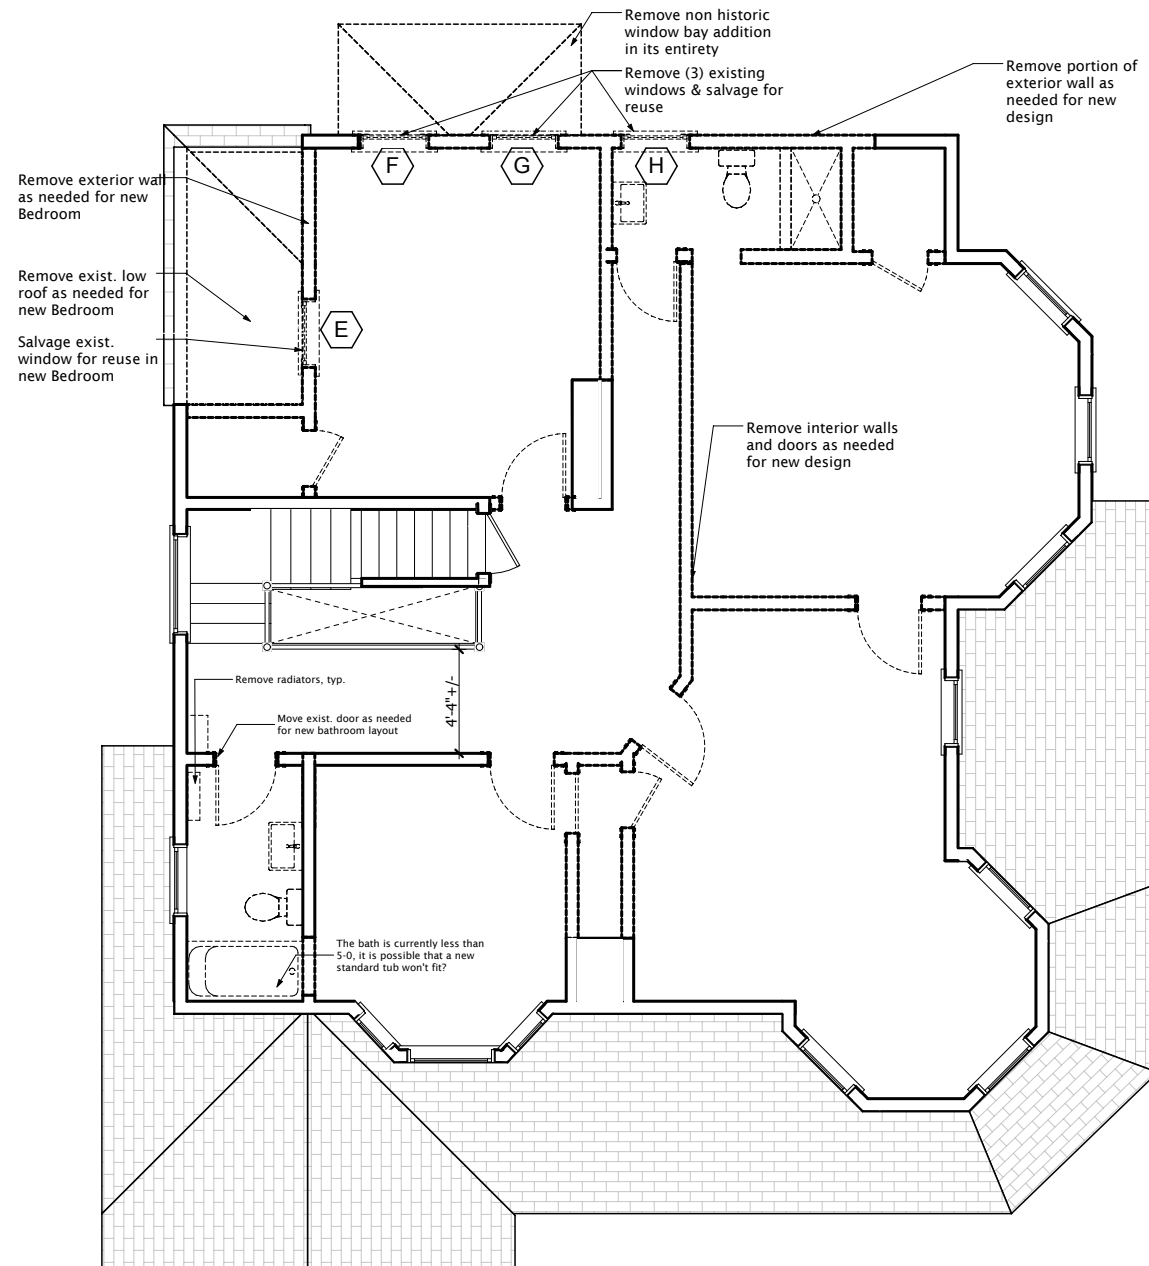 Remove non historic
window bay addition
in its entirety
Remove (3) existing
windows & salvage for
reuse
Remove portion of
exterior wall as
needed for new
design
F
G
H
Remove exterior wall
as needed for new
Bedroom
Remove exist. low
roof as needed for
new Bedroom
E
Salvage exist.
window for reuse in
new Bedroom
Remove interior walls
and doors as needed
for new design
Remove radiators, typ.
4'-4"+/-
Move exist. door as needed
for new bathroom layout
The bath is currently less than
5-0, it is possible that a new
standard tub won't fit?